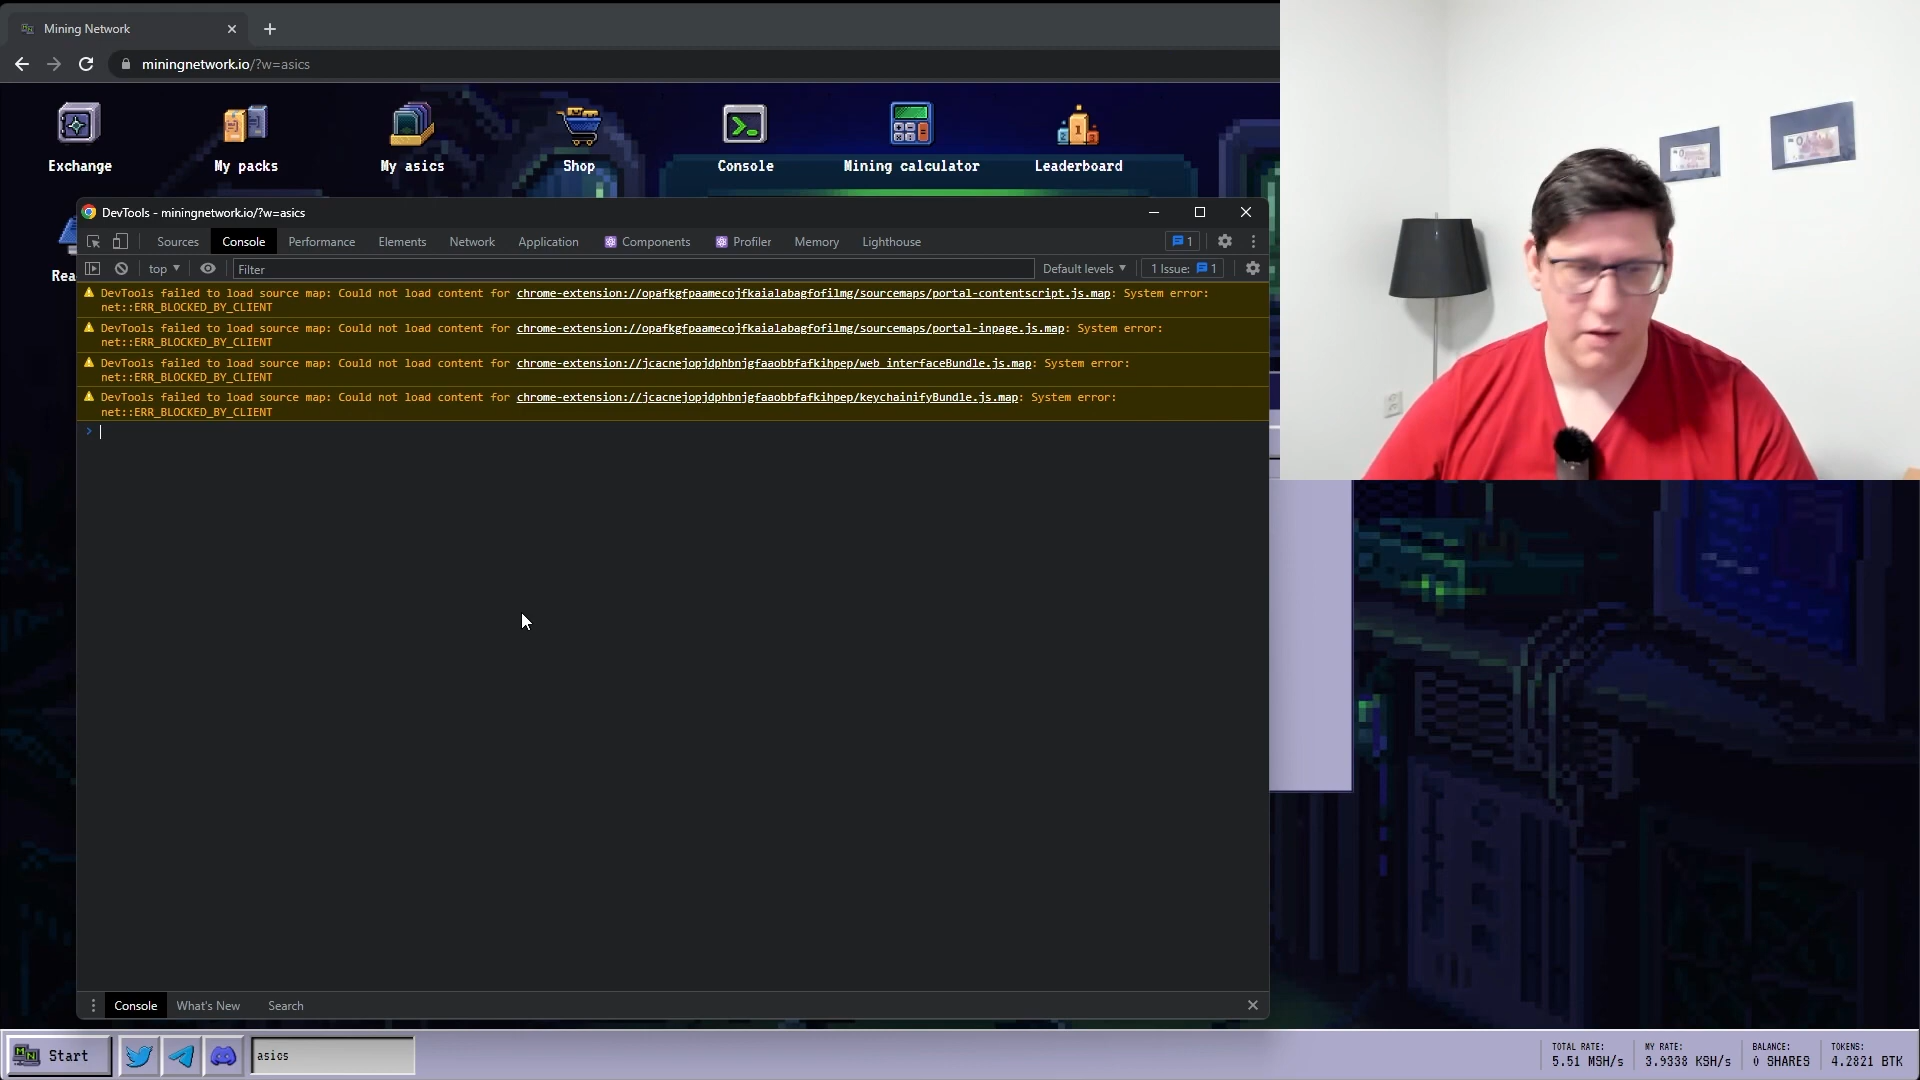 Mining Network
miningnetwork.io/?w=asics
Exchange
My packs
My asics
Shop
Console
Mining calculator
Leaderboard
Rea
DevTools - miningnetwork.io/?w=asics
Sources
Console
Performance
Elements
Network
Application
Components
Profiler
Memory
Lighthouse
1
top
Filter
Default levels
1 Issue:
1
DevTools failed to load source map: Could not load content for chrome-extension://opafkgfpaamecojfkaialabagfofilmg/sourcemaps/portal-contentscript.js.map: System error:
net::ERR_BLOCKED_BY_CLIENT
DevTools failed to load source map: Could not load content for chrome-extension://opafkgfpaamecojfkaialabagfofilmg/sourcemaps/portal-inpage.js.map: System error:
net::ERR_BLOCKED_BY_CLIENT
DevTools failed to load source map: Could not load content for chrome-extension://jcacnejopjdphbnjgfaaobbfafkihpep/web_interfaceBundle.js.map: System error:
net::ERR_BLOCKED_BY_CLIENT
DevTools failed to load source map: Could not load content for chrome-extension://jcacnejopjdphbnjgfaaobbfafkihpep/keychainifyBundle.js.map: System error:
net::ERR_BLOCKED_BY_CLIENT
Console
What's New
Search
Start
asics
TOTAL RATE:
5.51 MSH/s
MY RATE:
3.9338 KSH/s
BALANCE:
0 SHARES
TOKENS:
4.2821 BTK